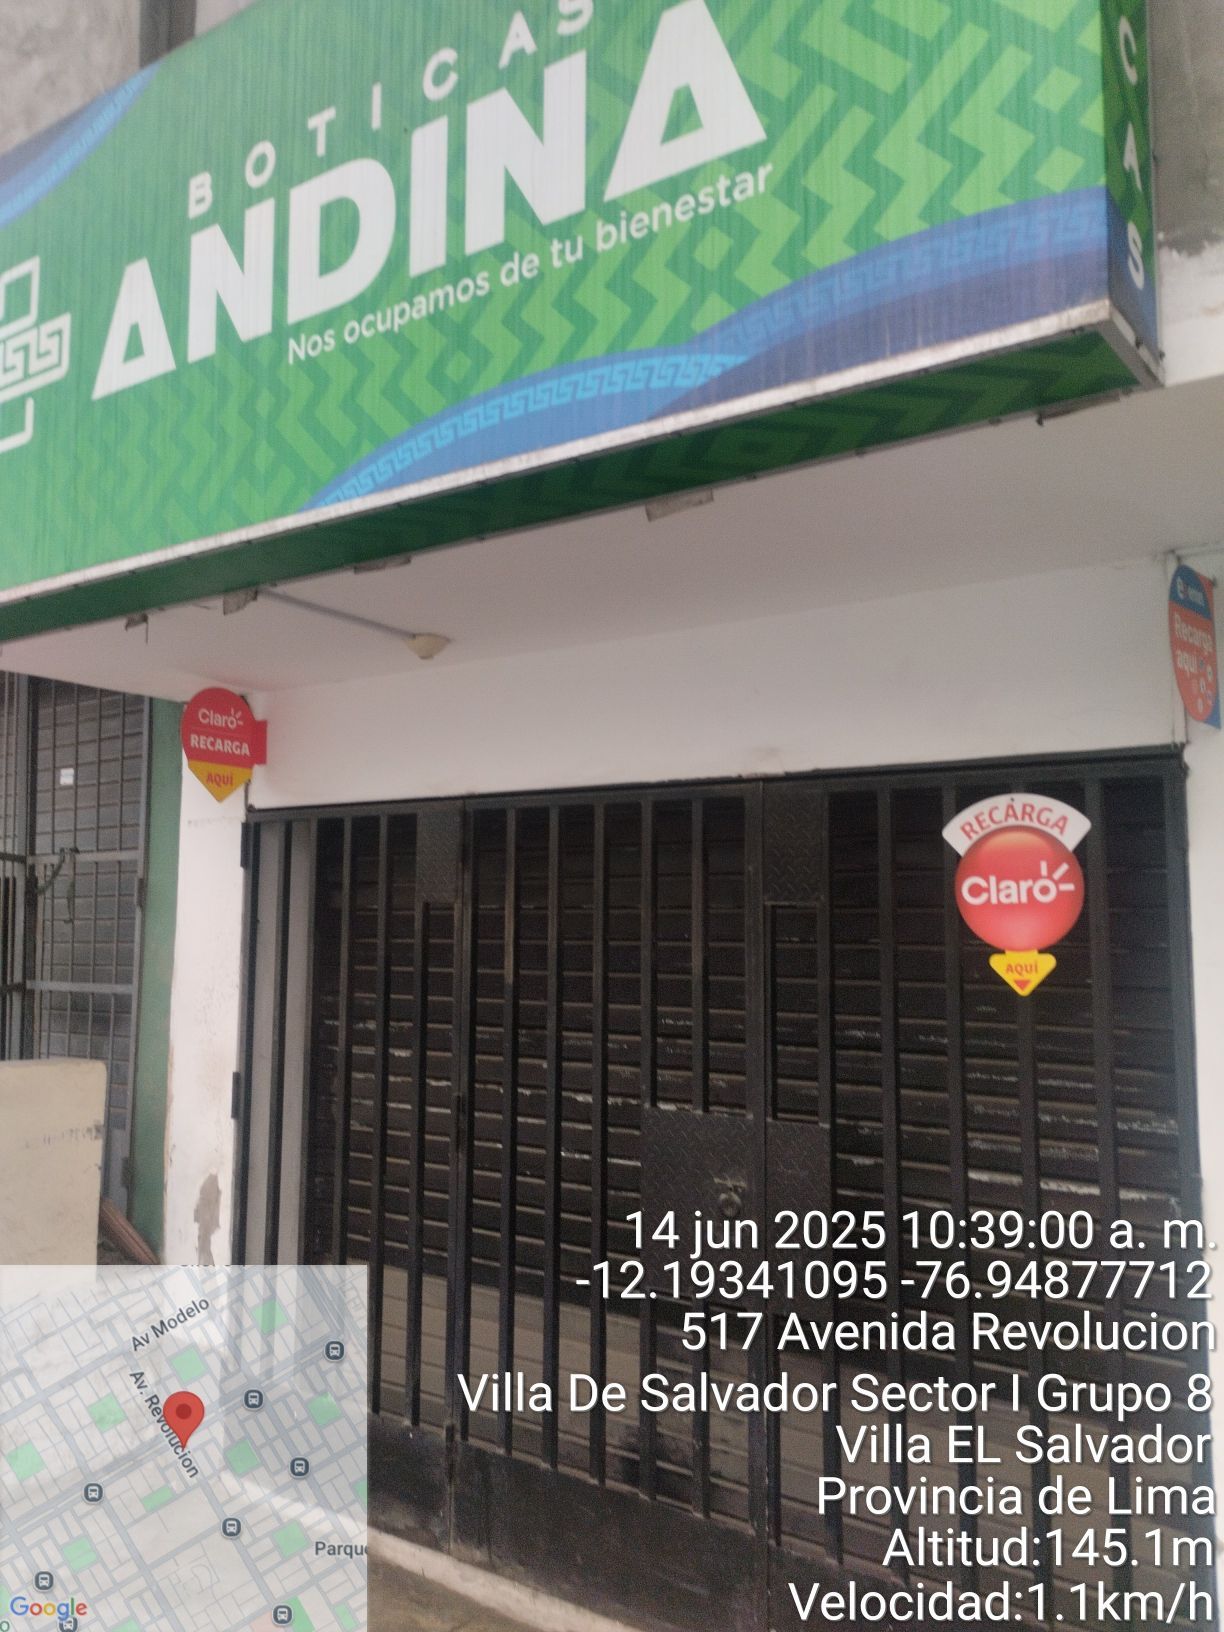 BOTICAS
ANDINA
Nos ocupamos de tu bienestar
CAS
Recarga
aquí
Claro
RECARGA
AQUÍ
RECARGA
Claro
AQUÍ
14 jun 2025 10:39:00 a. m.
-12.19341095 -76.94877712
517 Avenida Revolucion
Villa De Salvador Sector I Grupo 8
Villa EL Salvador
Provincia de Lima
Altitud:145.1m
Velocidad:1.1km/h
Av Modelo
Av. Revolucion
Parque
Google